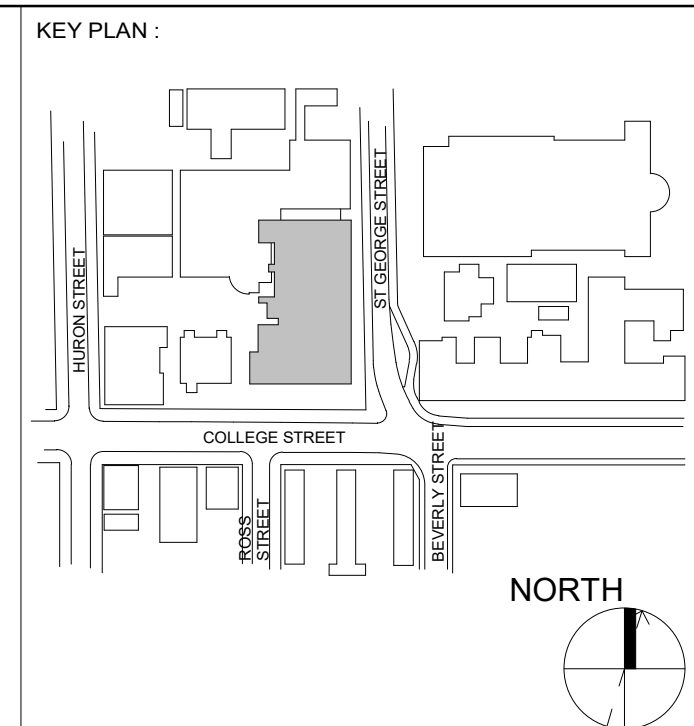 KEY PLAN :
ST GEORGE STREET
HURON STREET
COLLEGE STREET
ROSS
STREET
BEVERLY STREET
NORTH